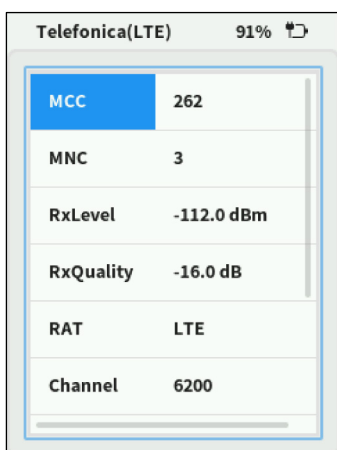 Telefonica(LTE) 91%
MCC 262
MNC 3
RxLevel -112.0 dBm
RxQuality -16.0 dB
RAT LTE
Channel 6200